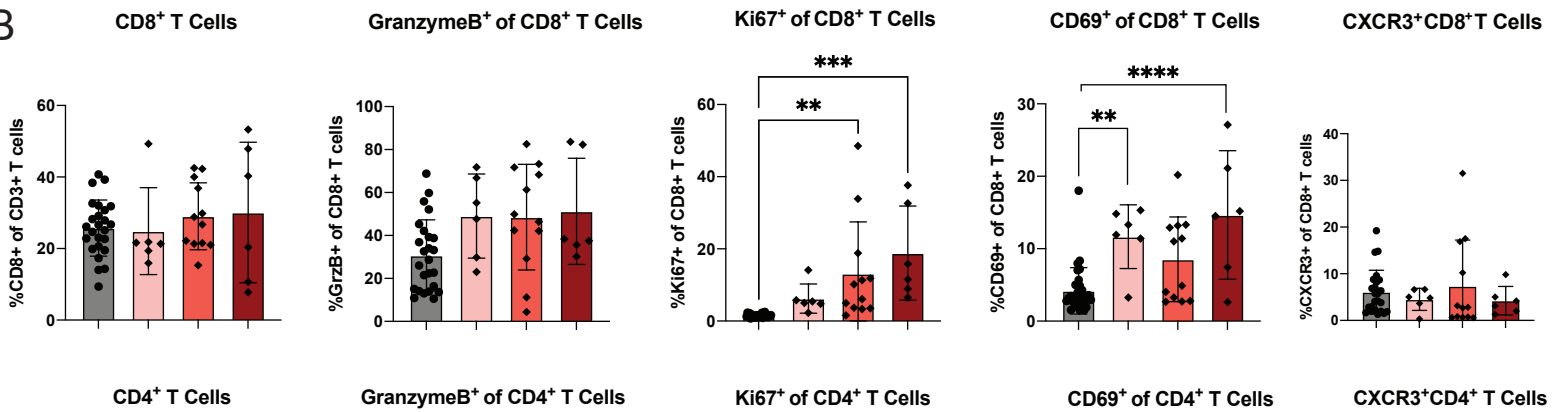 B
CD8⁺ T Cells
%CD8+ of CD3+ T cells
60
40
20
0
GranzymeB⁺ of CD8⁺ T Cells
%GrzB+ of CD8+ T cells
100
80
60
40
20
0
Ki67⁺ of CD8⁺ T Cells
%Ki67+ of CD8+ T cells
60
40
20
0
***
**
CD69⁺ of CD8⁺ T Cells
%CD69+ of CD8+ T cells
30
20
10
0
****
**
CXCR3⁺CD8⁺T Cells
%CXCR3+ of CD8+ T cells
40
30
20
10
0
CD4⁺ T Cells
GranzymeB⁺ of CD4⁺ T Cells
Ki67⁺ of CD4⁺ T Cells
CD69⁺ of CD4⁺ T Cells
CXCR3⁺CD4⁺ T Cells